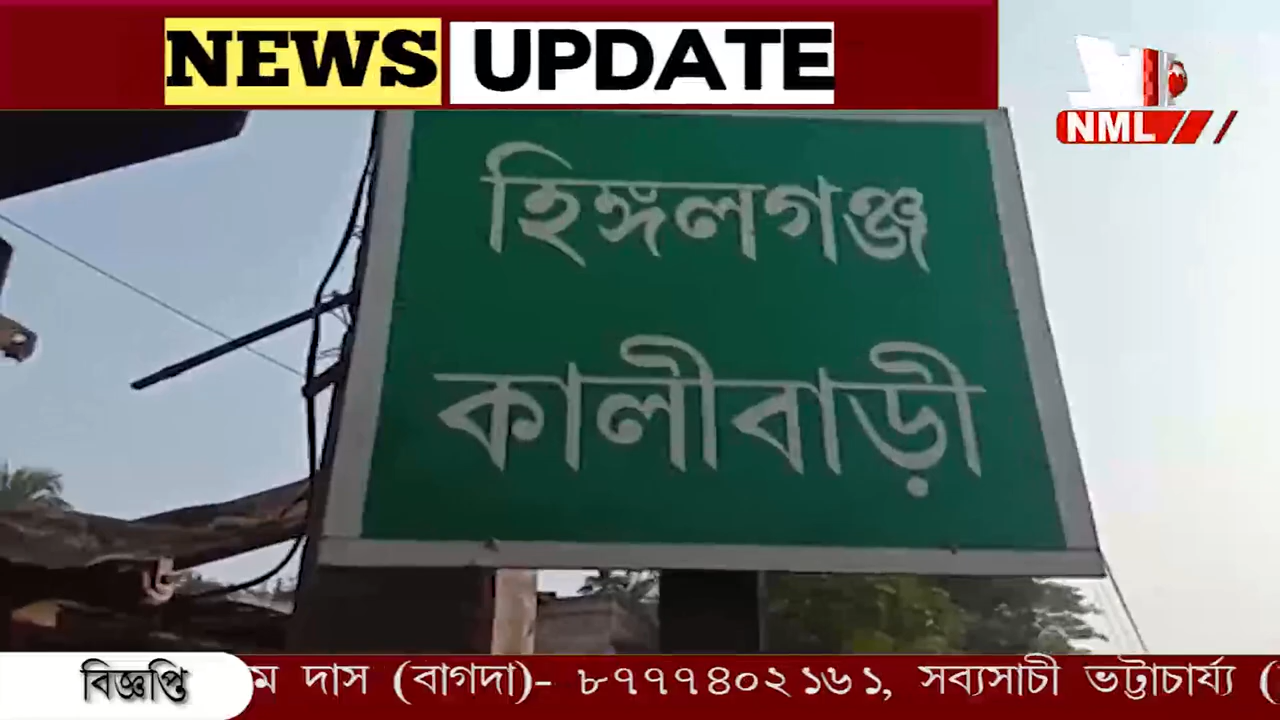 NEWS UPDATE
NML
হিঙ্গলগঞ্জ
কালীবাড়ী
বিজ্ঞপ্তি
দাস (বাগদা)- ৮৭৭৭৪০২১৬১, সব্যসাচী ভট্টাচার্য্য (